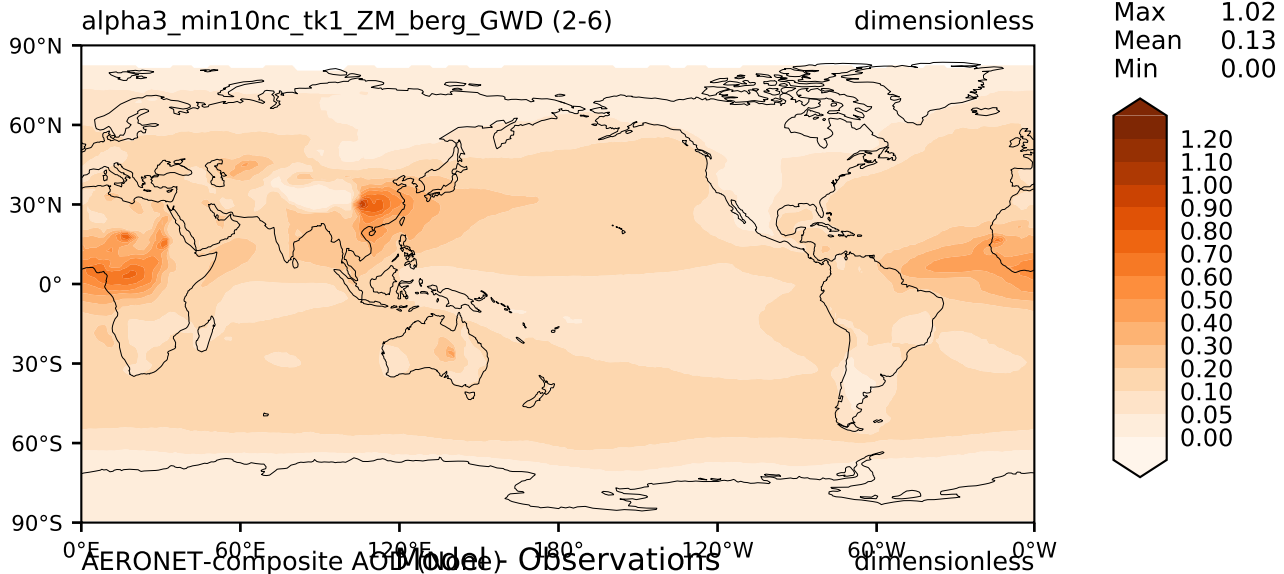 alpha3_min10nc_tk1_ZM_berg_GWD (2-6) dimensionless
Max 1.02
Mean 0.13
Min 0.00
90°N
60°N
30°N
0°
30°S
60°S
90°S
0°E 60°E 120°E 180° 120°W 60°W 0°W
1.20
1.10
1.00
0.90
0.80
0.70
0.60
0.50
0.40
0.30
0.20
0.10
0.05
0.00
AERONET-composite AOD (None) dimensionless
Model - Observations